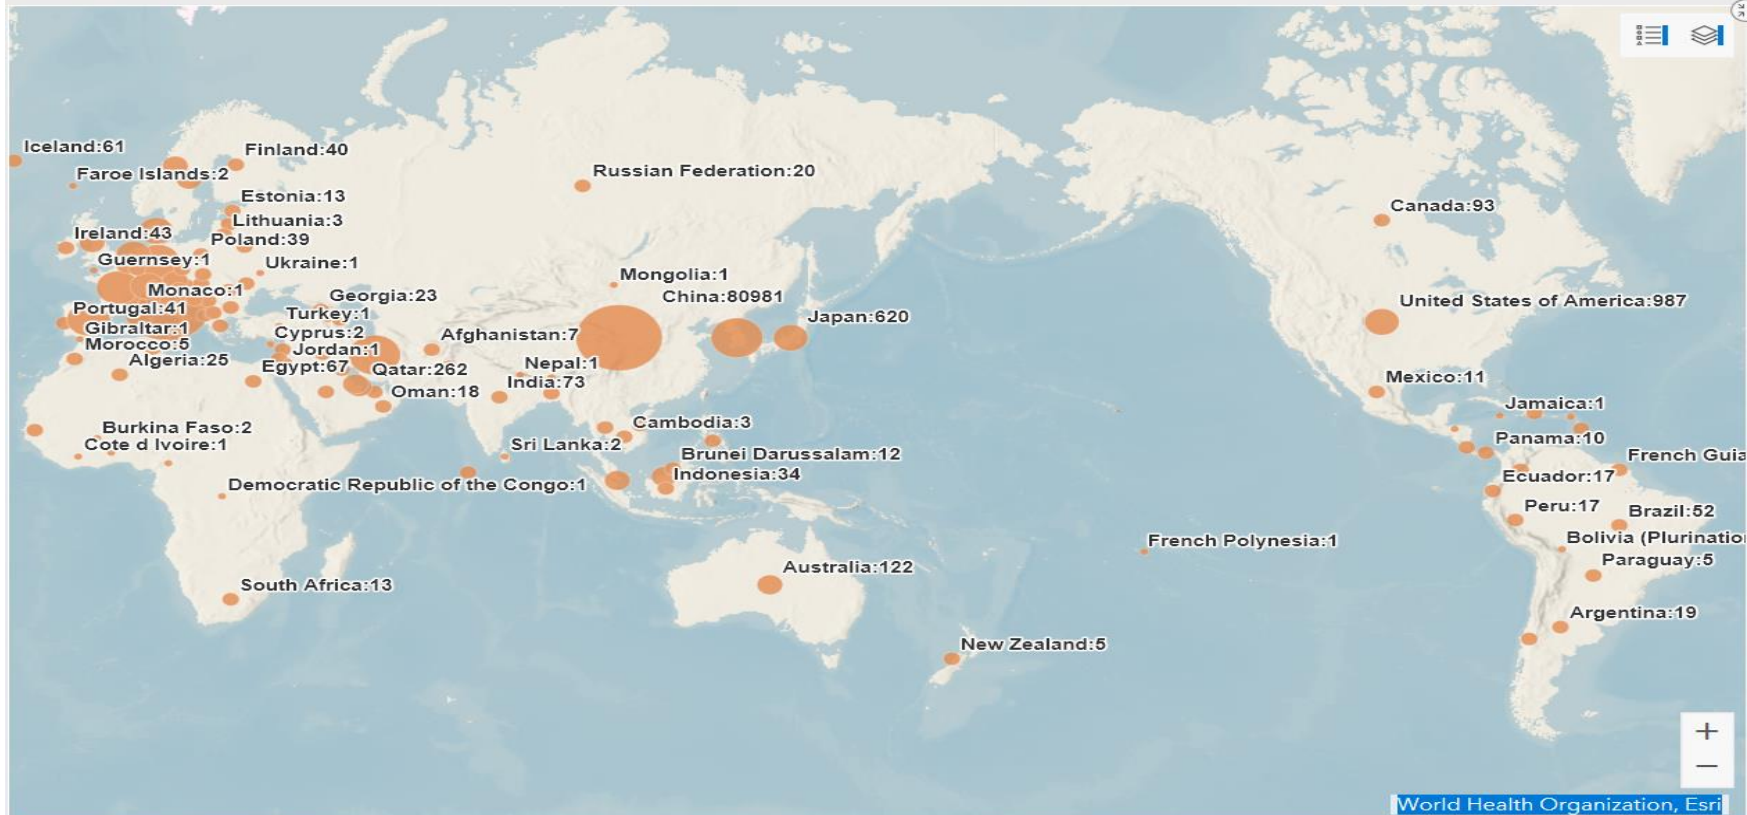 Iceland:61
Finland:40
Faroe Islands:2
Russian Federation:20
Estonia:13
Canada:93
Lithuania:3
Ireland:43
Poland:39
Guernsey:1
Ukraine:1
Mongolia:1
Monaco:1
Georgia:23
China:80981
United States of America:987
Portugal:41
Turkey:1
Japan:620
Gibraltar:1
Cyprus:2
Afghanistan:7
Morocco:5
Jordan:1
Algeria:25
Egypt:67
Qatar:262
Nepal:1
Mexico:11
India:73
Oman:18
Jamaica:1
Burkina Faso:2
Cambodia:3
Cote d Ivoire:1
Sri Lanka:2
Panama:10
Brunei Darussalam:12
French Guia
Indonesia:34
Ecuador:17
Democratic Republic of the Congo:1
Peru:17
Brazil:52
French Polynesia:1
Bolivia (Plurinatio
Paraguay:5
Australia:122
South Africa:13
Argentina:19
New Zealand:5
+
−
World Health Organization, Esri